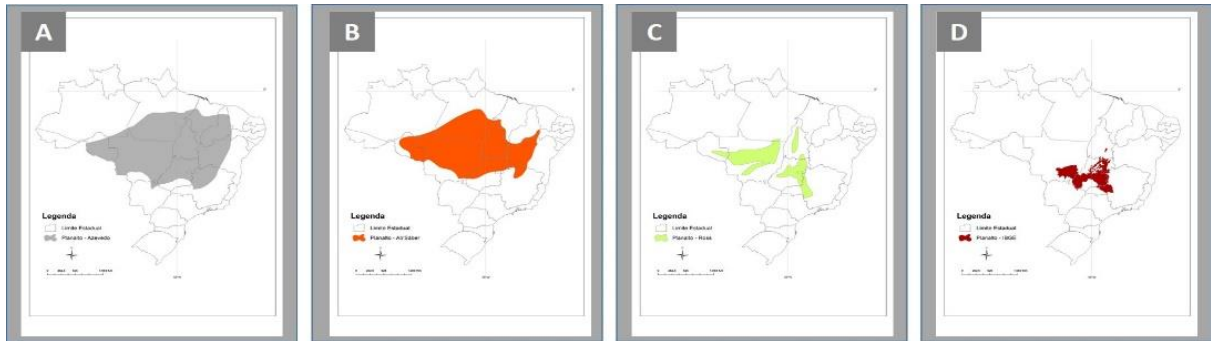 A
Legenda
Limite Estadual
Planalto - Azevedo
B
Legenda
Limite Estadual
Planalto - Ab'Saber
C
Legenda
Limite Estadual
Planalto - Ross
D
Legenda
Limite Estadual
Planalto - IBGE